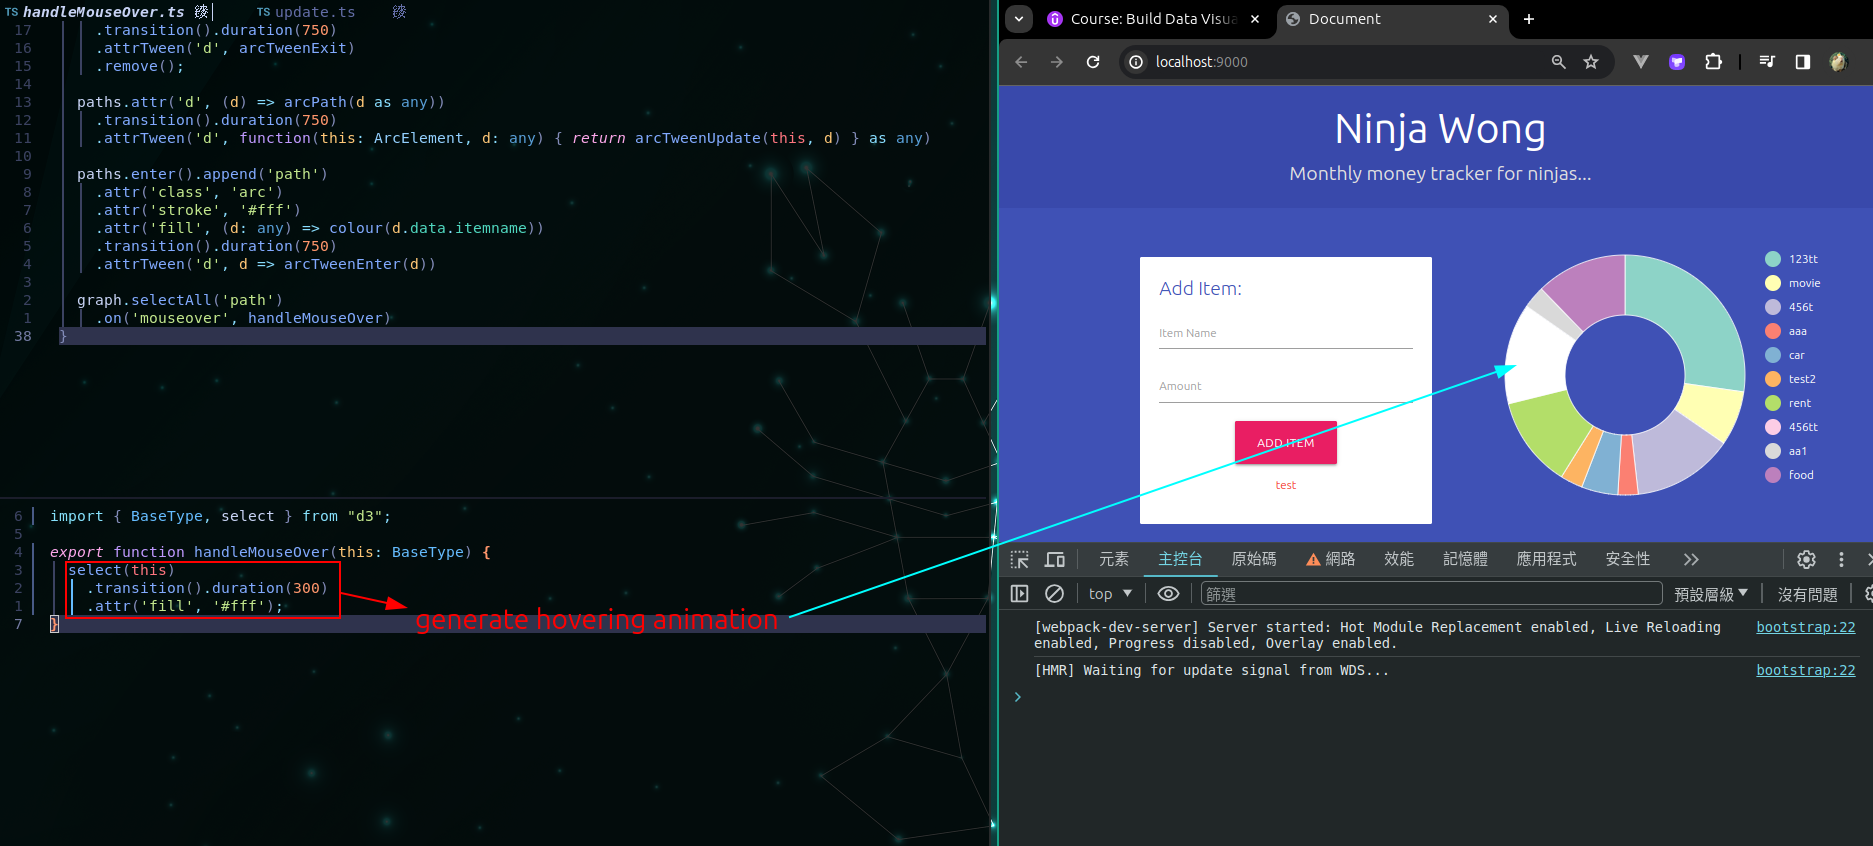 TS handleMouseOver.ts
TS update.ts
17 .transition().duration(750)
16 .attrTween('d', arcTweenExit)
15 .remove();
14
13 paths.attr('d', (d) => arcPath(d as any))
12 .transition().duration(750)
11 .attrTween('d', function(this: ArcElement, d: any) { return arcTweenUpdate(this, d) } as any)
10
9 paths.enter().append('path')
8 .attr('class', 'arc')
7 .attr('stroke', '#fff')
6 .attr('fill', (d: any) => colour(d.data.itemname))
5 .transition().duration(750)
4 .attrTween('d', d => arcTweenEnter(d))
3
2 graph.selectAll('path')
1 .on('mouseover', handleMouseOver)
38 }
6 import { BaseType, select } from "d3";
5
4 export function handleMouseOver(this: BaseType) {
3 select(this)
2 .transition().duration(300)
1 .attr('fill', '#fff');
7 }
generate hovering animation
Course: Build Data Visua
Document
localhost:9000
Ninja Wong
Monthly money tracker for ninjas...
Add Item:
Item Name
Amount
ADD ITEM
test
123tt
movie
456t
aaa
car
test2
rent
456tt
aa1
food
元素 主控台 原始碼 網路 效能 記憶體 應用程式 安全性
top 篩選 預設層級 沒有問題
[webpack-dev-server] Server started: Hot Module Replacement enabled, Live Reloading bootstrap:22
enabled, Progress disabled, Overlay enabled.
[HMR] Waiting for update signal from WDS... bootstrap:22